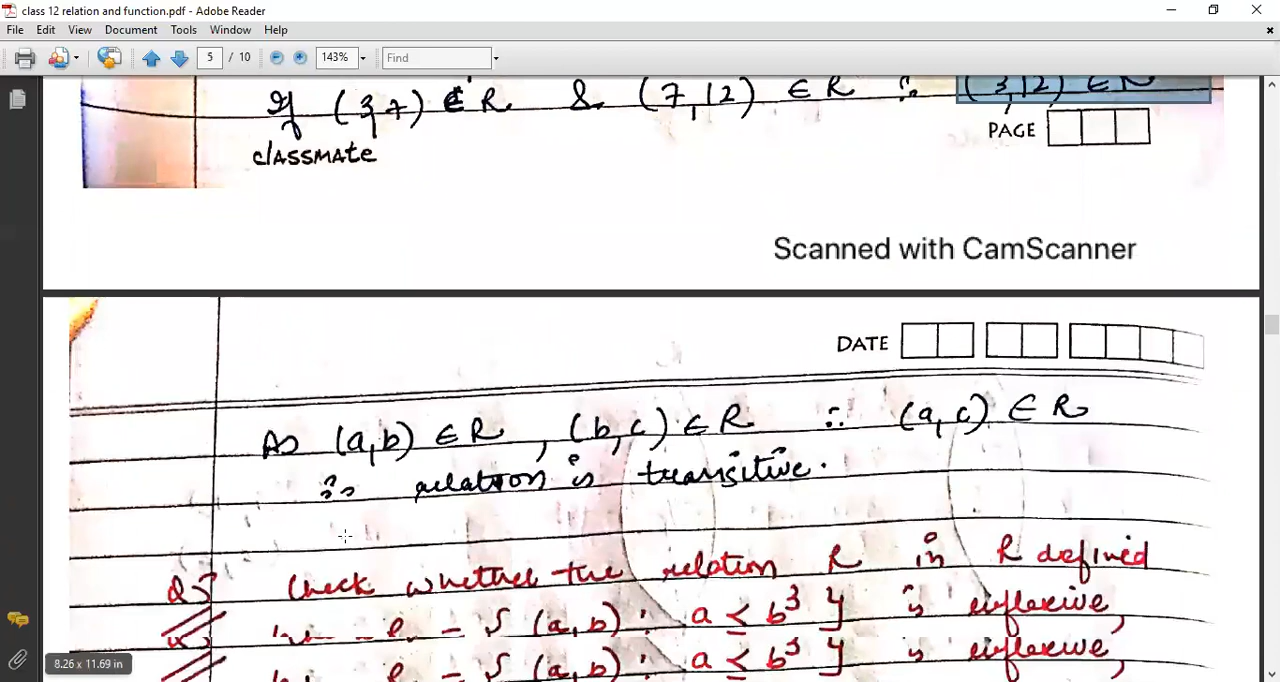 class 12 relation and function.pdf - Adobe Reader
File Edit View Document Tools Window Help
5 / 10 143% Find
If (3,7) ∈ R & (7,12) ∈ R ∴ (3,12) ∈ R
classmate
PAGE
Scanned with CamScanner
DATE
As (a,b) ∈ R , (b,c) ∈ R ∴ (a,c) ∈ R
∴ relation is transitive.
Q5 Check whether the relation R in R defined
(a,b) : a ≤ b³ } is reflexive,
(a,b) : a ≤ b³ } is reflexive,
8.26 x 11.69 in